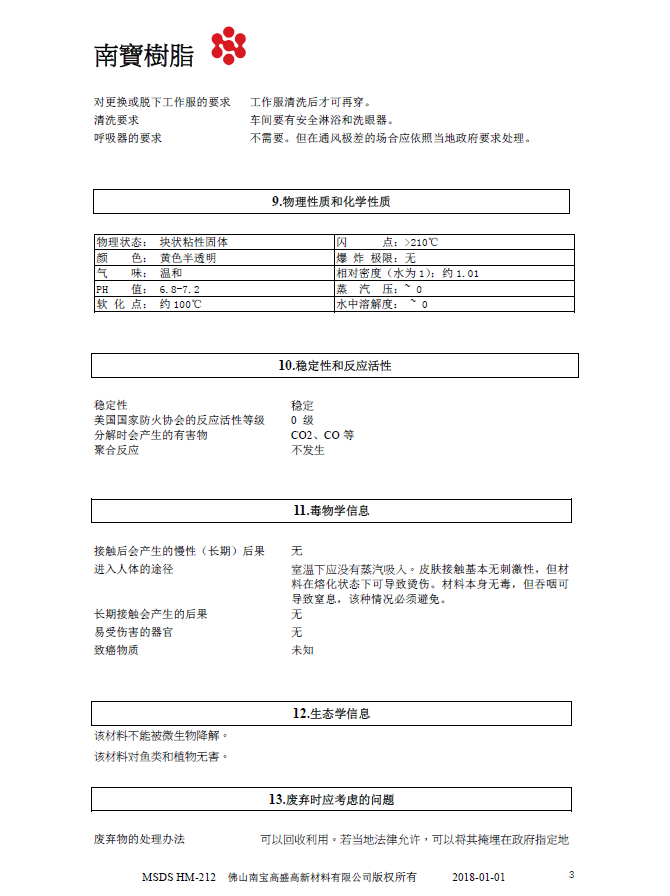 南寶樹脂
对更换或脱下工作服的要求 工作服清洗后才可再穿。
清洗要求 车间要有安全淋浴和洗眼器。
呼吸器的要求 不需要。但在通风极差的场合应依照当地政府要求处理。
9.物理性质和化学性质
物理状态： 块状粘性固体 闪 点：>210℃
颜 色： 黄色半透明 爆 炸 极限：无
气 味： 温和 相对密度（水为1）：约1.01
PH 值： 6.8-7.2 蒸 汽 压：~ 0
软 化 点： 约100℃ 水中溶解度： ~ 0
10.稳定性和反应活性
稳定性 稳定
美国国家防火协会的反应活性等级 0 级
分解时会产生的有害物 CO2、CO 等
聚合反应 不发生
11.毒物学信息
接触后会产生的慢性（长期）后果 无
进入人体的途径 室温下应没有蒸汽吸入。皮肤接触基本无刺激性，但材
料在熔化状态下可导致烫伤。材料本身无毒，但吞咽可
导致窒息，该种情况必须避免。
长期接触会产生的后果 无
易受伤害的器官 无
致癌物质 未知
12.生态学信息
该材料不能被微生物降解。
该材料对鱼类和植物无害。
13.废弃时应考虑的问题
废弃物的处理办法 可以回收利用。若当地法律允许，可以将其掩埋在政府指定地
MSDS HM-212 佛山南宝高盛高新材料有限公司版权所有 2018-01-01 3